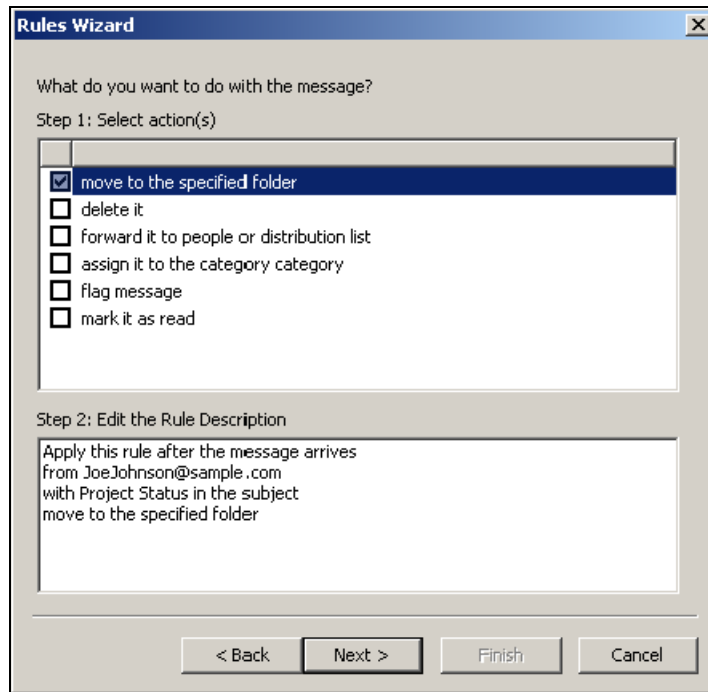 Rules Wizard
What do you want to do with the message?
Step 1: Select action(s)
move to the specified folder
delete it
forward it to people or distribution list
assign it to the category category
flag message
mark it as read
Step 2: Edit the Rule Description
Apply this rule after the message arrives
from JoeJohnson@sample.com
with Project Status in the subject
move to the specified folder
< Back Next > Finish Cancel